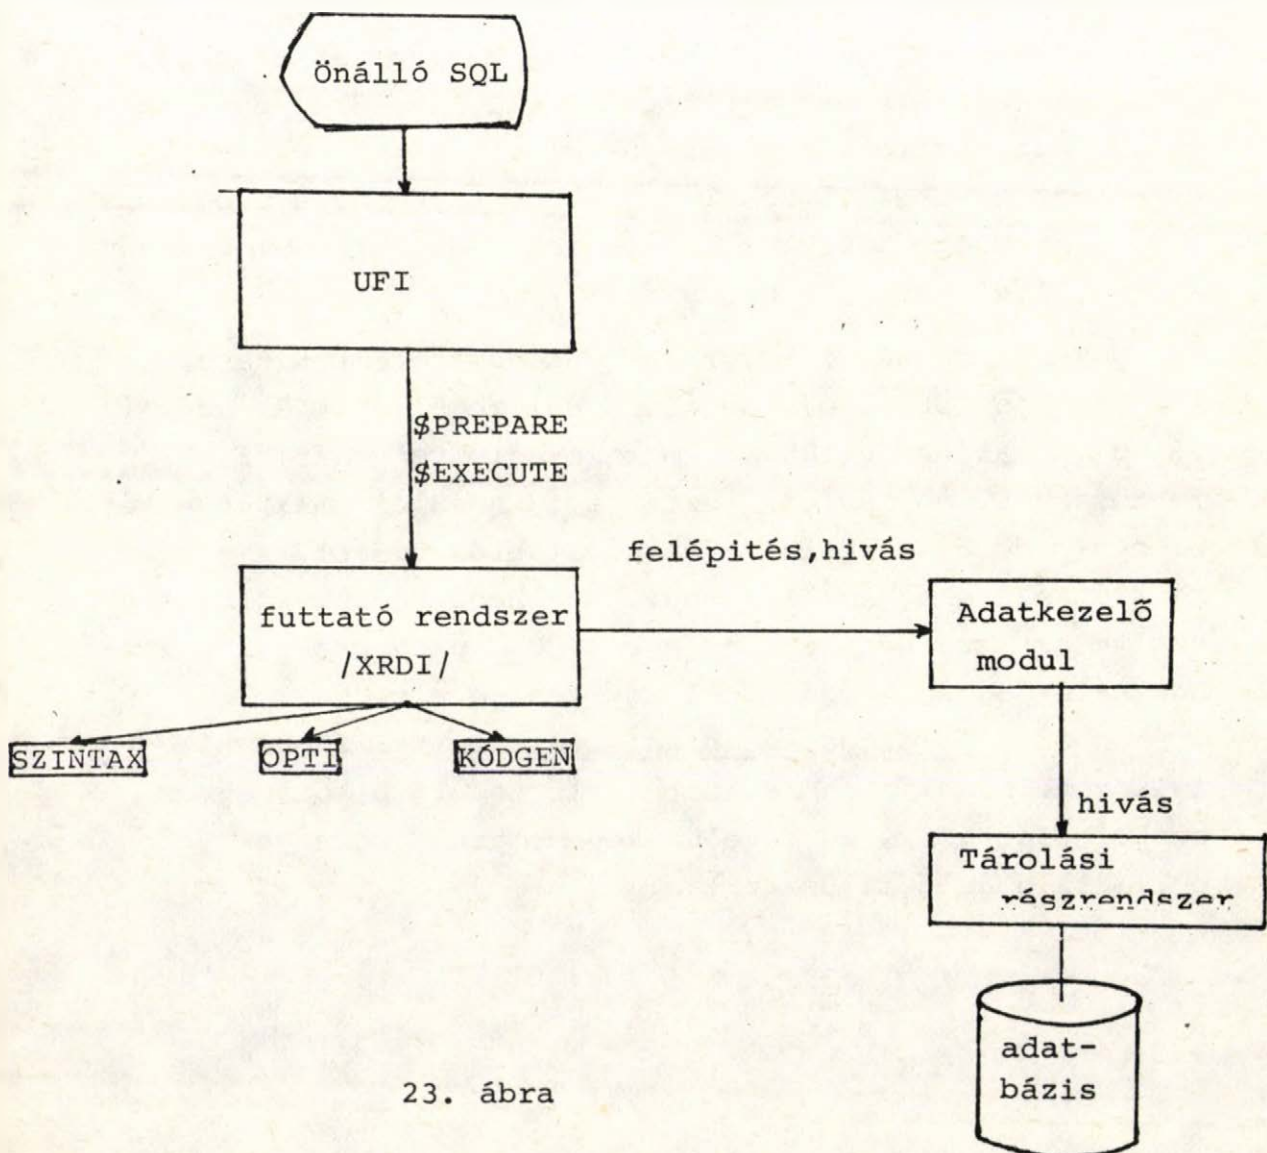 Önálló SQL
UFI
$PREPARE
$EXECUTE
felépités,hivás
futtató rendszer
/XRDI/
Adatkezelő
modul
SZINTAX
OPTI
KÓDGEN
hivás
Tárolási
részrendszer
adat-
bázis
23. ábra